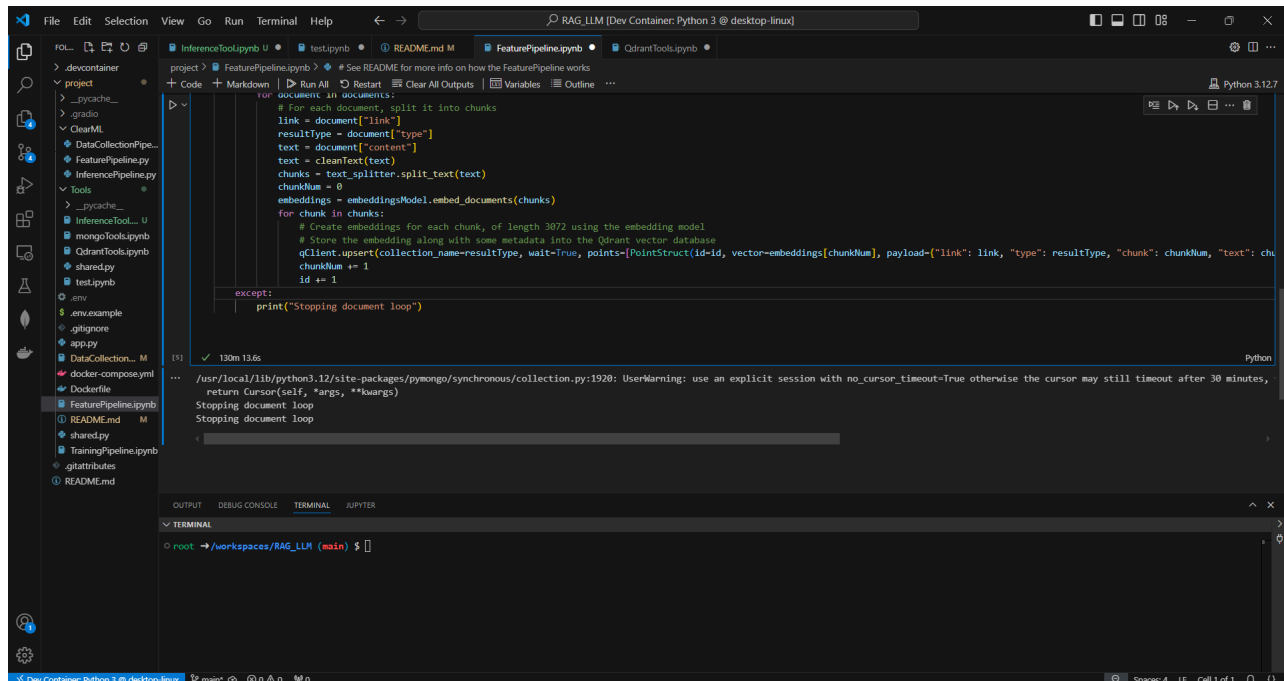 File Edit Selection View Go Run Terminal Help
RAG_LLM [Dev Container: Python 3 @ desktop-linux]
FOL...
InferenceTool.ipynb U
test.ipynb
README.md M
FeaturePipeline.ipynb
QdrantTools.ipynb
project > FeaturePipeline.ipynb > # See README for more info on how the FeaturePipeline works
+ Code + Markdown | Run All Restart Clear All Outputs | Variables Outline ...
Python 3.12.7
> .devcontainer
project
> __pycache__
> .gradio
ClearML
DataCollectionPipe...
FeaturePipeline.py
InferencePipeline.py
Tools
> __pycache__
InferenceTool.... U
mongoTools.ipynb
QdrantTools.ipynb
shared.py
test.ipynb
.env
$ .env.example
.gitignore
app.py
DataCollection... M
docker-compose.yml
Dockerfile
FeaturePipeline.ipynb
README.md M
shared.py
TrainingPipeline.ipynb
.gitattributes
README.md
for document in documents:
# For each document, split it into chunks
link = document["link"]
resultType = document["type"]
text = document["content"]
text = cleanText(text)
chunks = text_splitter.split_text(text)
chunkNum = 0
embeddings = embeddingsModel.embed_documents(chunks)
for chunk in chunks:
# Create embeddings for each chunk, of length 3072 using the embedding model
# Store the embedding along with some metadata into the Qdrant vector database
qClient.upsert(collection_name=resultType, wait=True, points=[PointStruct(id=id, vector=embeddings[chunkNum], payload={"link": link, "type": resultType, "chunk": chunkNum, "text": chu
chunkNum += 1
id += 1
except:
print("Stopping document loop")
[5] ✓ 130m 13.6s
Python
... /usr/local/lib/python3.12/site-packages/pymongo/synchronous/collection.py:1920: UserWarning: use an explicit session with no_cursor_timeout=True otherwise the cursor may still timeout after 30 minutes,
return Cursor(self, *args, **kwargs)
Stopping document loop
Stopping document loop
OUTPUT DEBUG CONSOLE TERMINAL JUPYTER
TERMINAL
root ➜ /workspaces/RAG_LLM (main) $
Dev Container: Python 3 @ desktop-linux main* 0 0 0
Spaces: 4 LF Cell 1 of 1